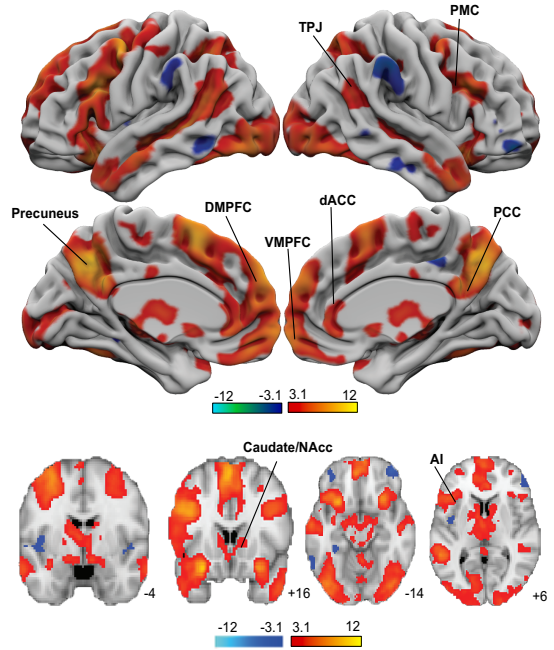 PMC
TPJ
Precuneus
DMPFC
VMPFC
dACC
PCC
-12 -3.1 3.1 12
Caudate/NAcc
AI
-4
+16
-14
+6
-12 -3.1 3.1 12